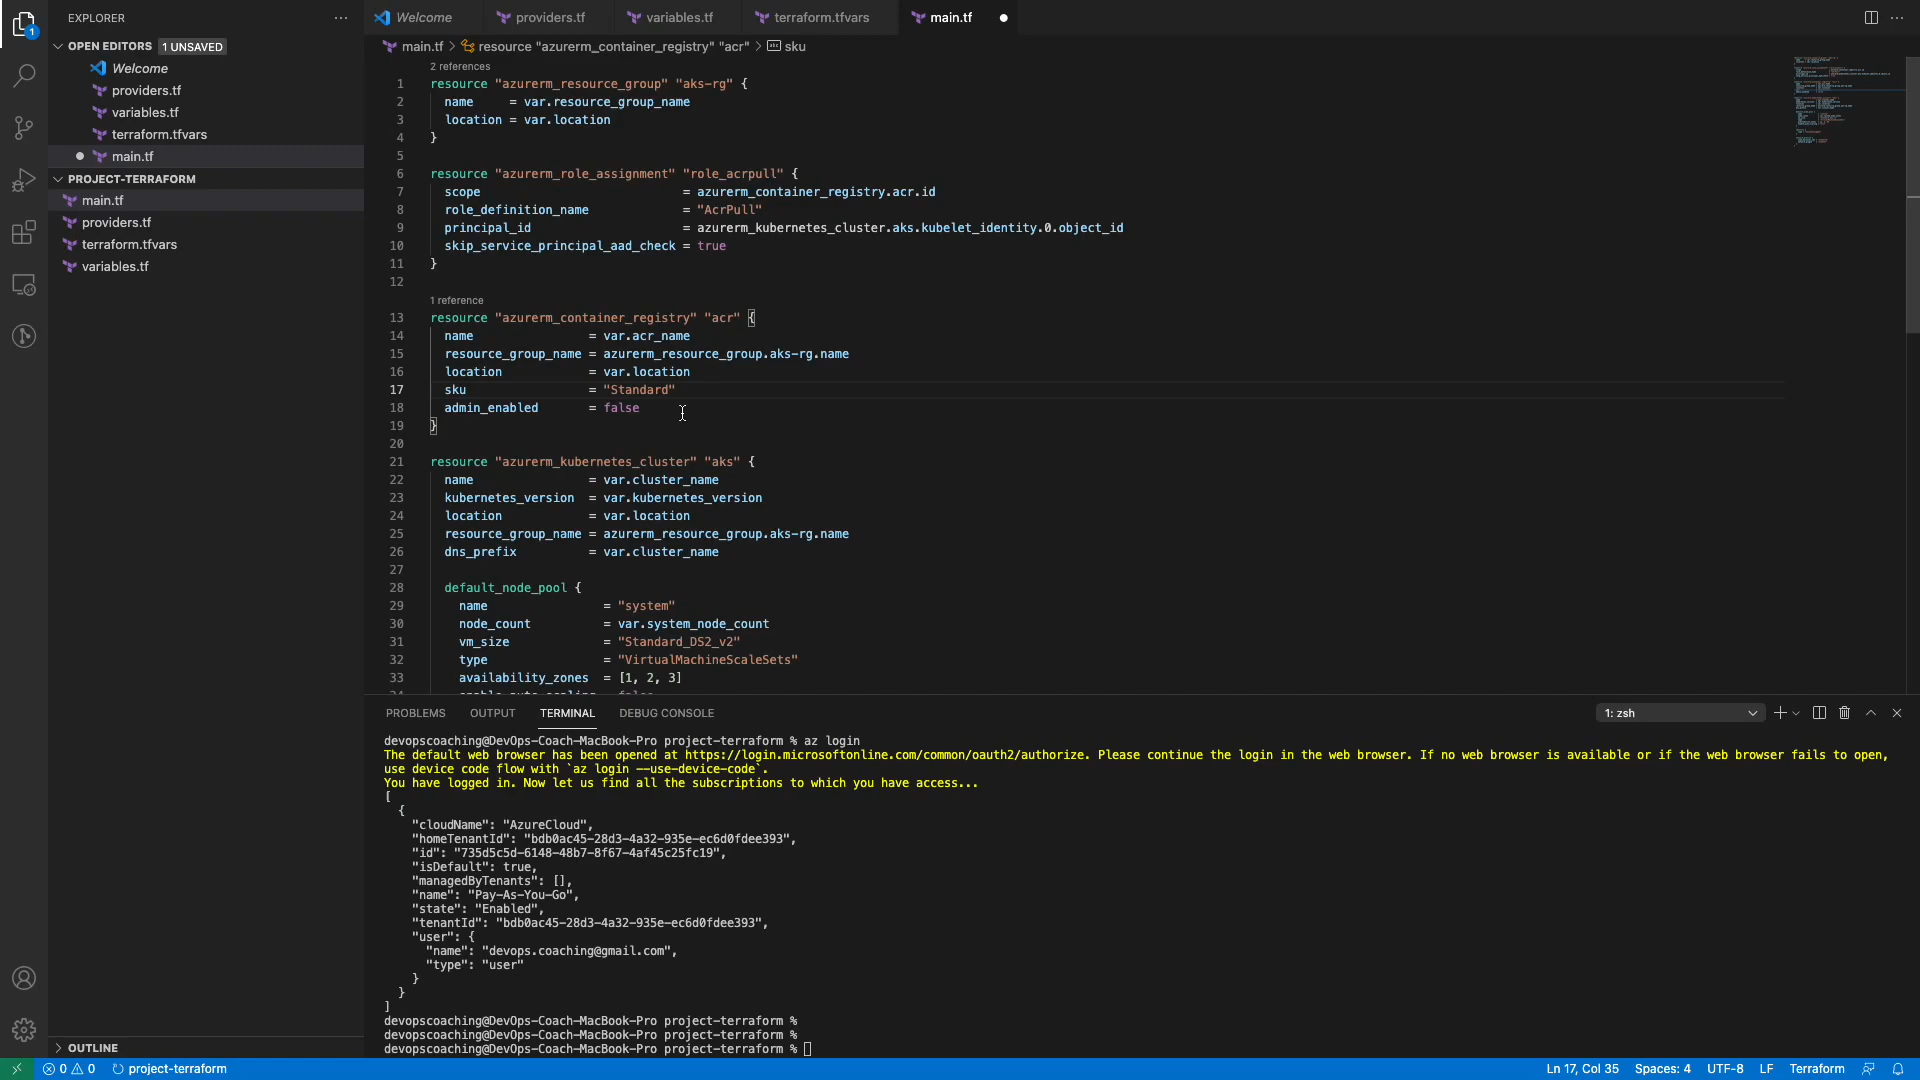 EXPLORER
OPEN EDITORS 1 UNSAVED
Welcome
providers.tf
variables.tf
terraform.tfvars
main.tf
PROJECT-TERRAFORM
main.tf
providers.tf
terraform.tfvars
variables.tf
OUTLINE
1
Welcome providers.tf variables.tf terraform.tfvars main.tf
main.tf > resource "azurerm_container_registry" "acr" > sku
2 references
1 resource "azurerm_resource_group" "aks-rg" {
2 name = var.resource_group_name
3 location = var.location
4 }
5
6 resource "azurerm_role_assignment" "role_acrpull" {
7 scope = azurerm_container_registry.acr.id
8 role_definition_name = "AcrPull"
9 principal_id = azurerm_kubernetes_cluster.aks.kubelet_identity.0.object_id
10 skip_service_principal_aad_check = true
11 }
12
1 reference
13 resource "azurerm_container_registry" "acr" {
14 name = var.acr_name
15 resource_group_name = azurerm_resource_group.aks-rg.name
16 location = var.location
17 sku = "Standard"
18 admin_enabled = false
19 }
20
21 resource "azurerm_kubernetes_cluster" "aks" {
22 name = var.cluster_name
23 kubernetes_version = var.kubernetes_version
24 location = var.location
25 resource_group_name = azurerm_resource_group.aks-rg.name
26 dns_prefix = var.cluster_name
27
28 default_node_pool {
29 name = "system"
30 node_count = var.system_node_count
31 vm_size = "Standard_DS2_v2"
32 type = "VirtualMachineScaleSets"
33 availability_zones = [1, 2, 3]
PROBLEMS OUTPUT TERMINAL DEBUG CONSOLE 1: zsh
devopscoaching@DevOps-Coach-MacBook-Pro project-terraform % az login
The default web browser has been opened at https://login.microsoftonline.com/common/oauth2/authorize. Please continue the login in the web browser. If no web browser is available or if the web browser fails to open,
use device code flow with `az login --use-device-code`.
You have logged in. Now let us find all the subscriptions to which you have access...
[
{
"cloudName": "AzureCloud",
"homeTenantId": "bdb0ac45-28d3-4a32-935e-ec6d0fdee393",
"id": "735d5c5d-6148-48b7-8f67-4af45c25fc19",
"isDefault": true,
"managedByTenants": [],
"name": "Pay-As-You-Go",
"state": "Enabled",
"tenantId": "bdb0ac45-28d3-4a32-935e-ec6d0fdee393",
"user": {
"name": "devops.coaching@gmail.com",
"type": "user"
}
}
]
devopscoaching@DevOps-Coach-MacBook-Pro project-terraform %
devopscoaching@DevOps-Coach-MacBook-Pro project-terraform %
devopscoaching@DevOps-Coach-MacBook-Pro project-terraform %
0 0 project-terraform Ln 17, Col 35 Spaces: 4 UTF-8 LF Terraform